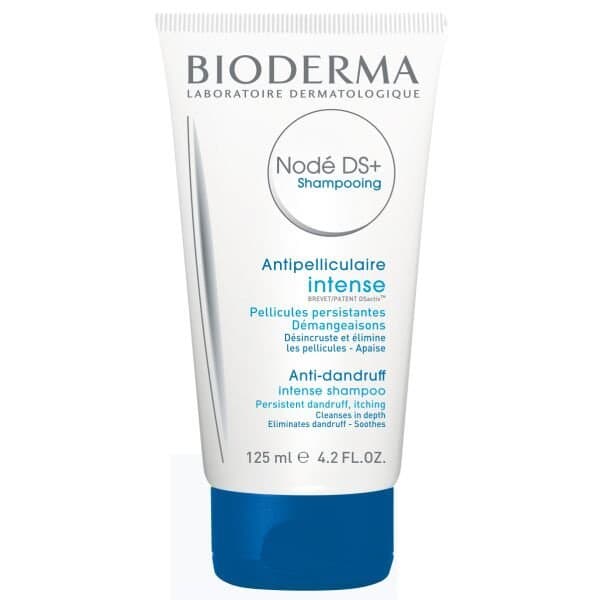 BIODERMA
LABORATOIRE DERMATOLOGIQUE
Nodé DS+
Shampooing
Antipelliculaire
intense
BREVET/PATENT DSactiv™
Pellicules persistantes
Démangeaisons
Désincruste et élimine
les pellicules - Apaise
Anti-dandruff
intense shampoo
Persistent dandruff, itching
Cleanses in depth
Eliminates dandruff - Soothes
125 ml ℮ 4.2 FL.OZ.